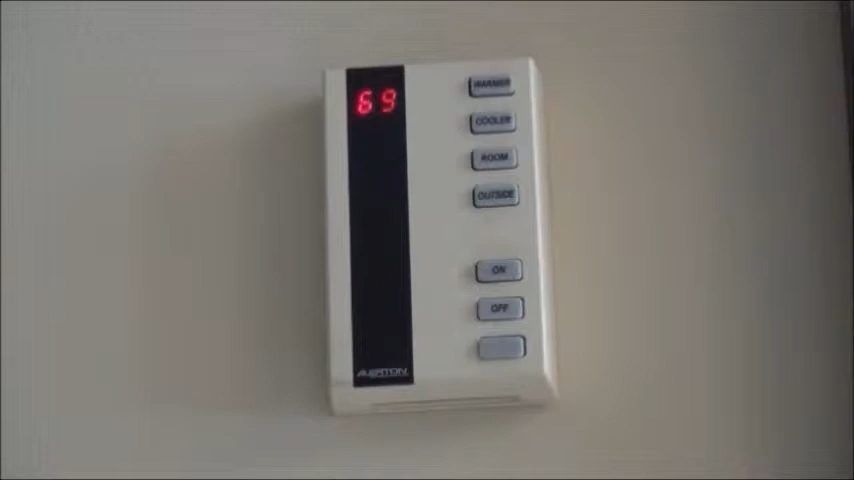 69
WARMER
COOLER
ROOM
OUTSIDE
ON
OFF